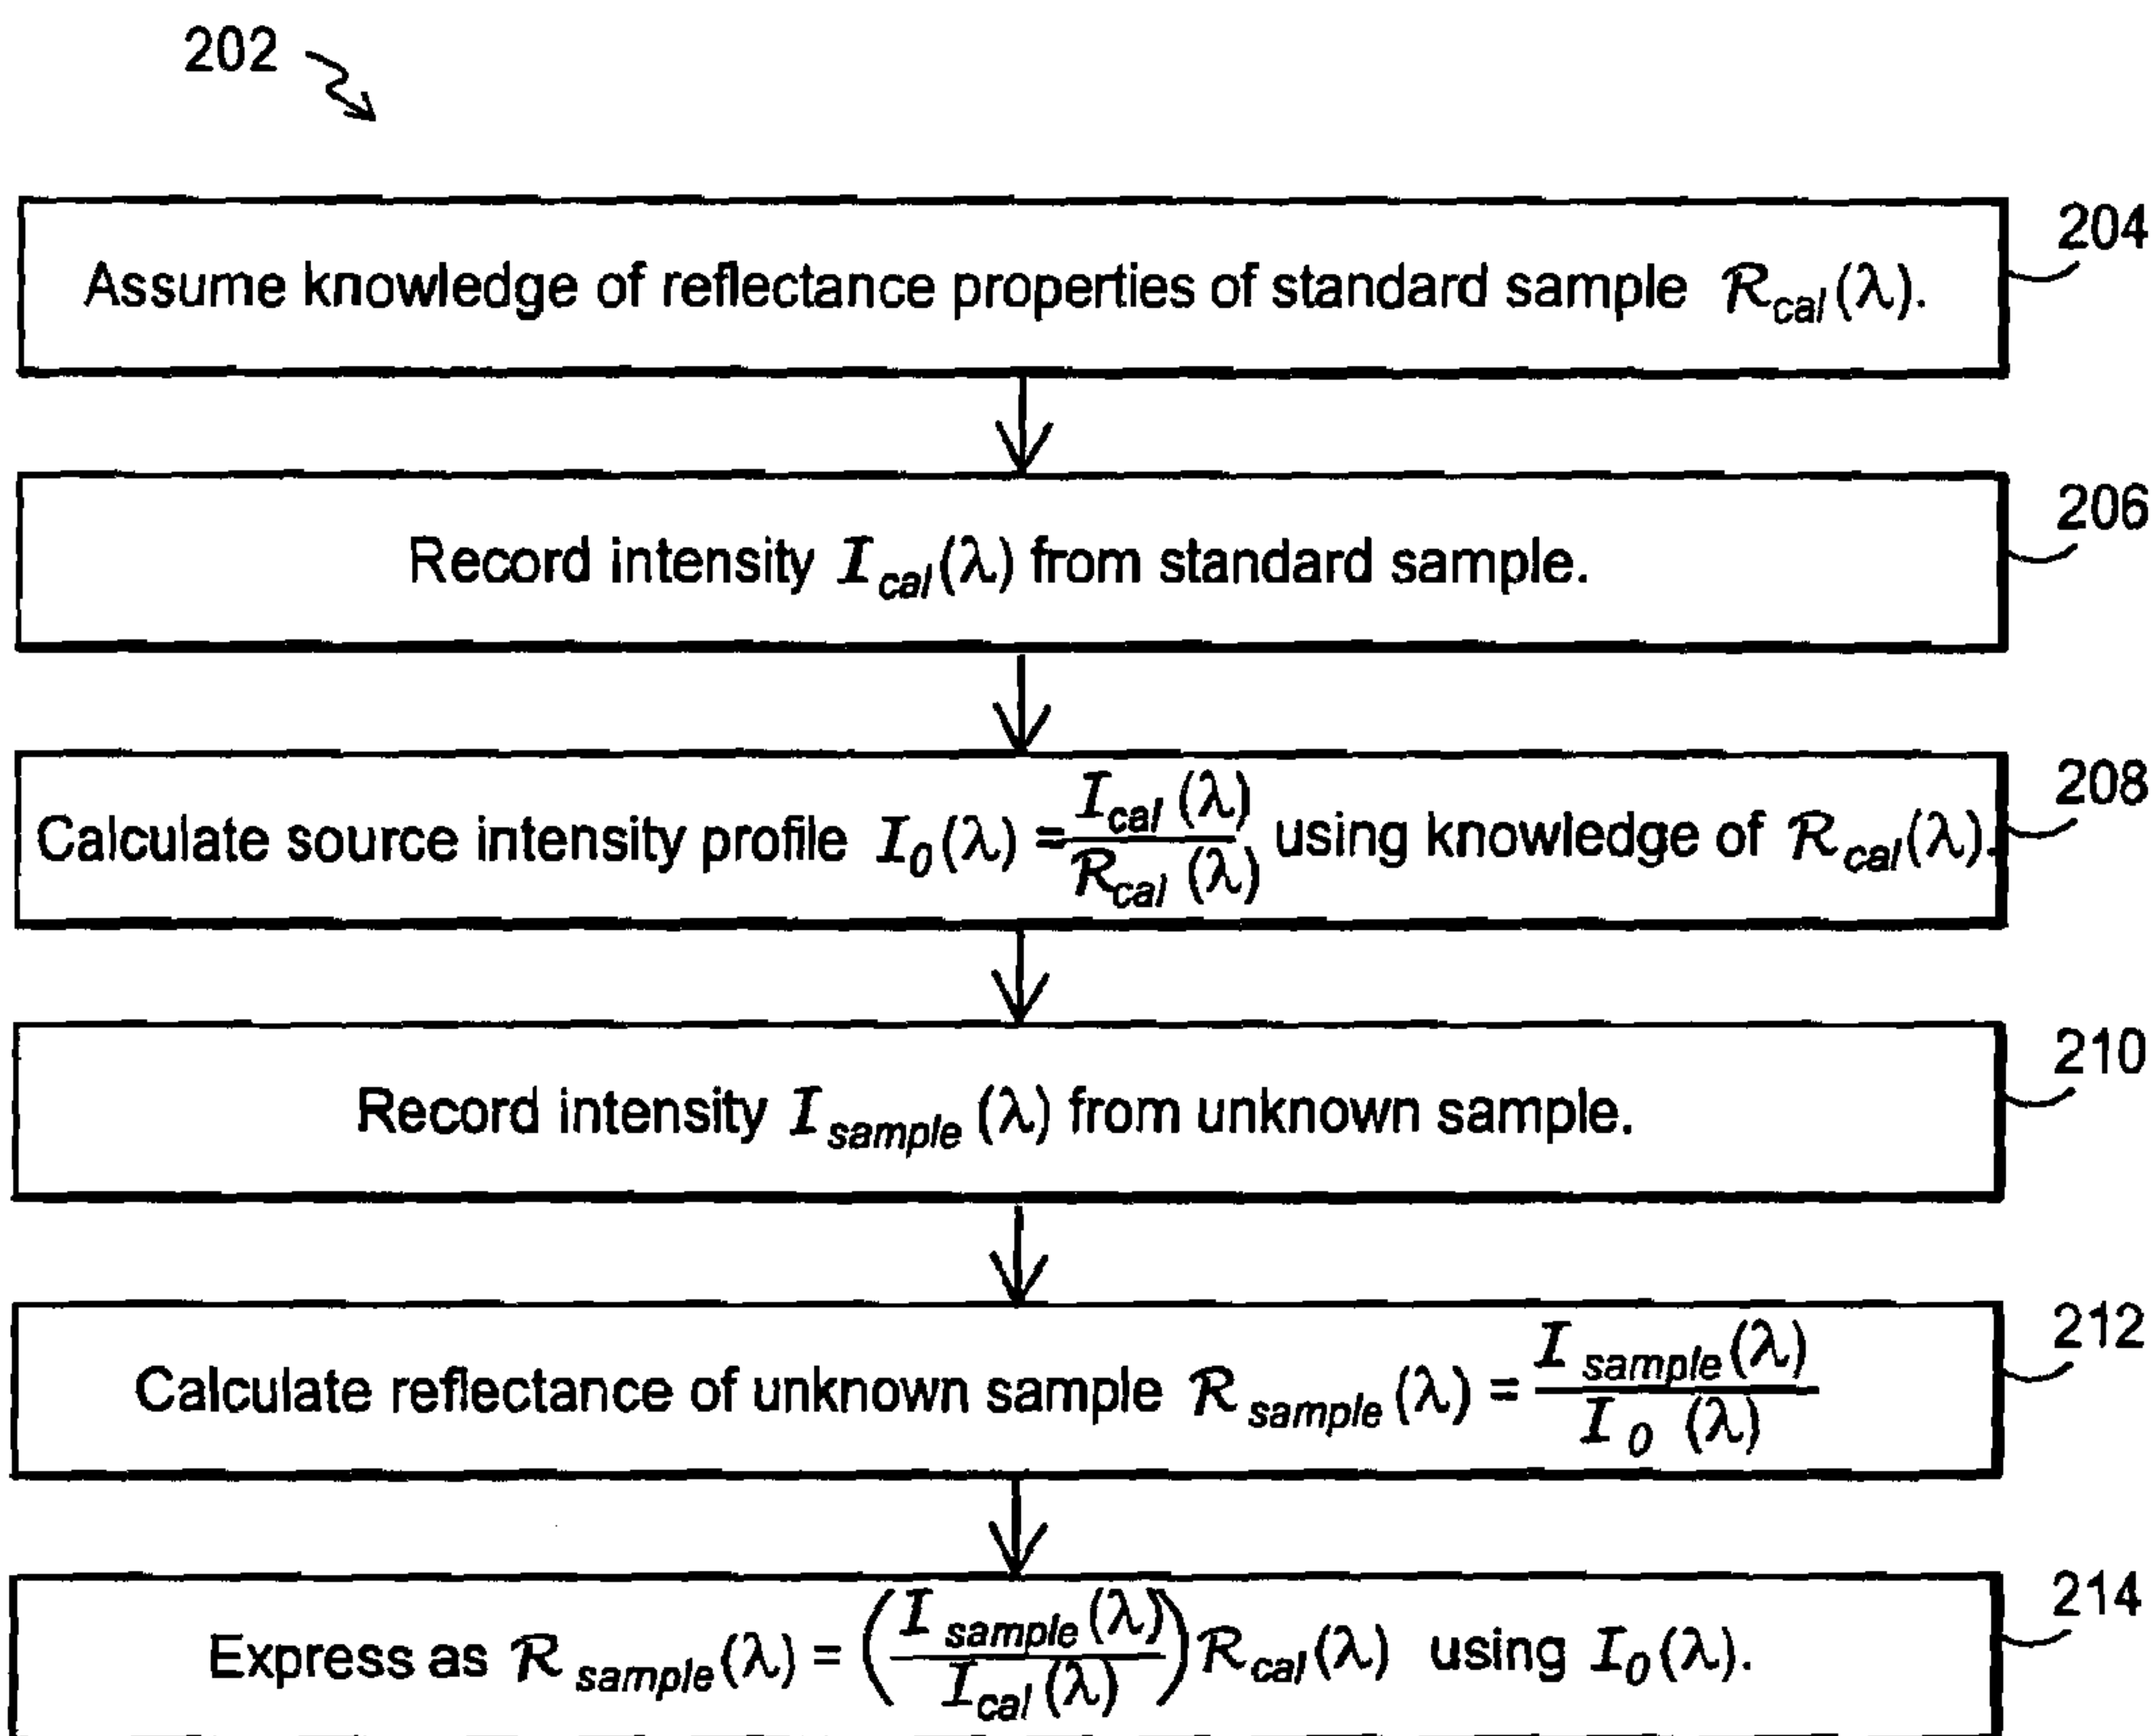 202
Assume knowledge of reflectance properties of standard sample ℛcal(λ).
204
Record intensity Ical(λ) from standard sample.
206
Calculate source intensity profile I0(λ) = Ical(λ) / ℛcal(λ) using knowledge of ℛcal(λ).
208
Record intensity Isample(λ) from unknown sample.
210
Calculate reflectance of unknown sample ℛsample(λ) = Isample(λ) / I0(λ)
212
Express as ℛsample(λ) = (Isample(λ) / Ical(λ)) ℛcal(λ) using I0(λ).
214